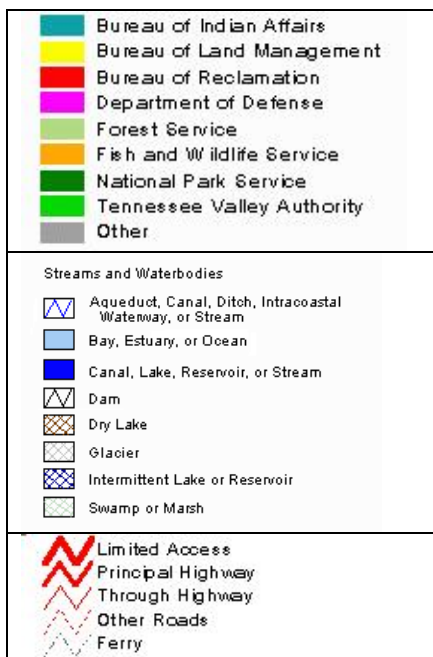 Bureau of Indian Affairs
Bureau of Land Management
Bureau of Reclamation
Department of Defense
Forest Service
Fish and Wildlife Service
National Park Service
Tennessee Valley Authority
Other
Streams and Waterbodies
Aqueduct, Canal, Ditch, Intracoastal
Waterway, or Stream
Bay, Estuary, or Ocean
Canal, Lake, Reservoir, or Stream
Dam
Dry Lake
Glacier
Intermittent Lake or Reservoir
Swamp or Marsh
Limited Access
Principal Highway
Through Highway
Other Roads
Ferry